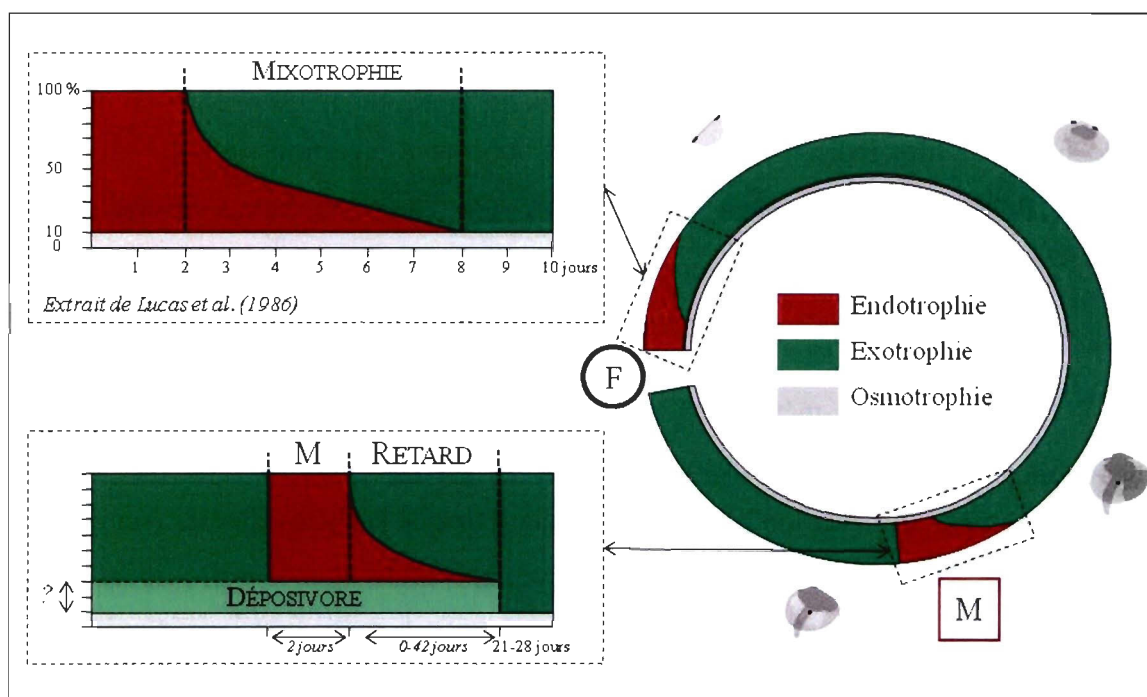 MIXOTROPHIE
100 %
50
10
0
1 2 3 4 5 6 7 8 9 10 jours
Extrait de Lucas et al. (1986)
Endotrophie
Exotrophie
Osmotrophie
F
M RETARD
DÉPOSIVORE
?
2 jours 0-42 jours 21-28 jours
M